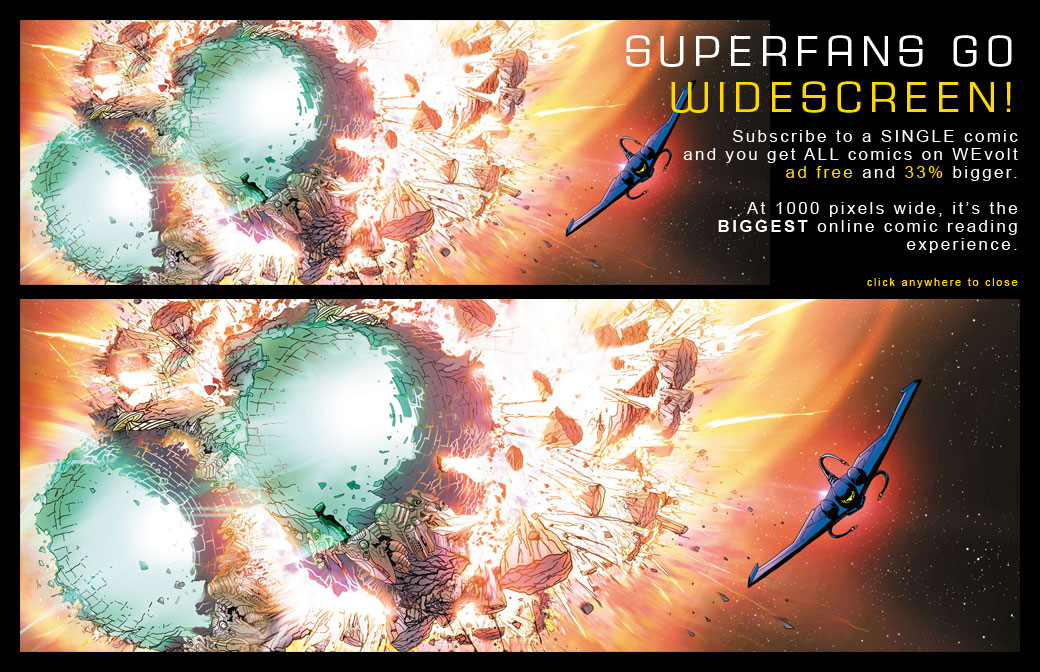 SUPERFANS GO
WIDESCREEN!
Subscribe to a SINGLE comic
and you get ALL comics on WEvolt
ad free and 33% bigger.
At 1000 pixels wide, it's the
BIGGEST online comic reading
experience.
click anywhere to close